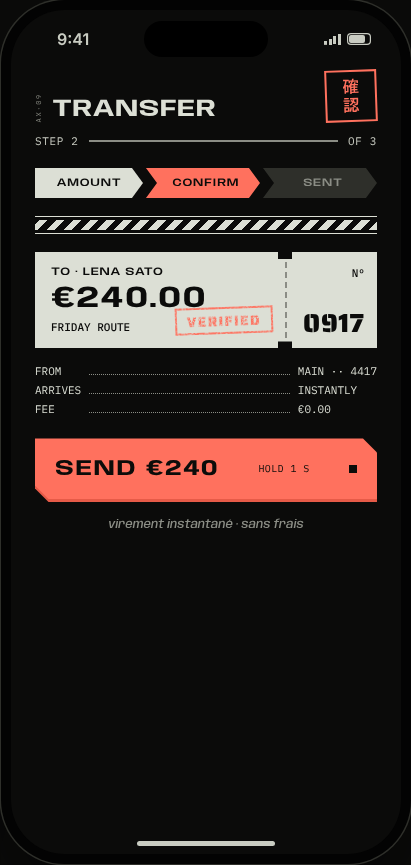 9:41
AX-09
TRANSFER
確認
STEP 2 OF 3
AMOUNT CONFIRM SENT
TO · LENA SATO
€240.00
FRIDAY ROUTE
VERIFIED
Nº
0917
FROM MAIN ·· 4417
ARRIVES INSTANTLY
FEE €0.00
SEND €240 HOLD 1 S
virement instantané · sans frais